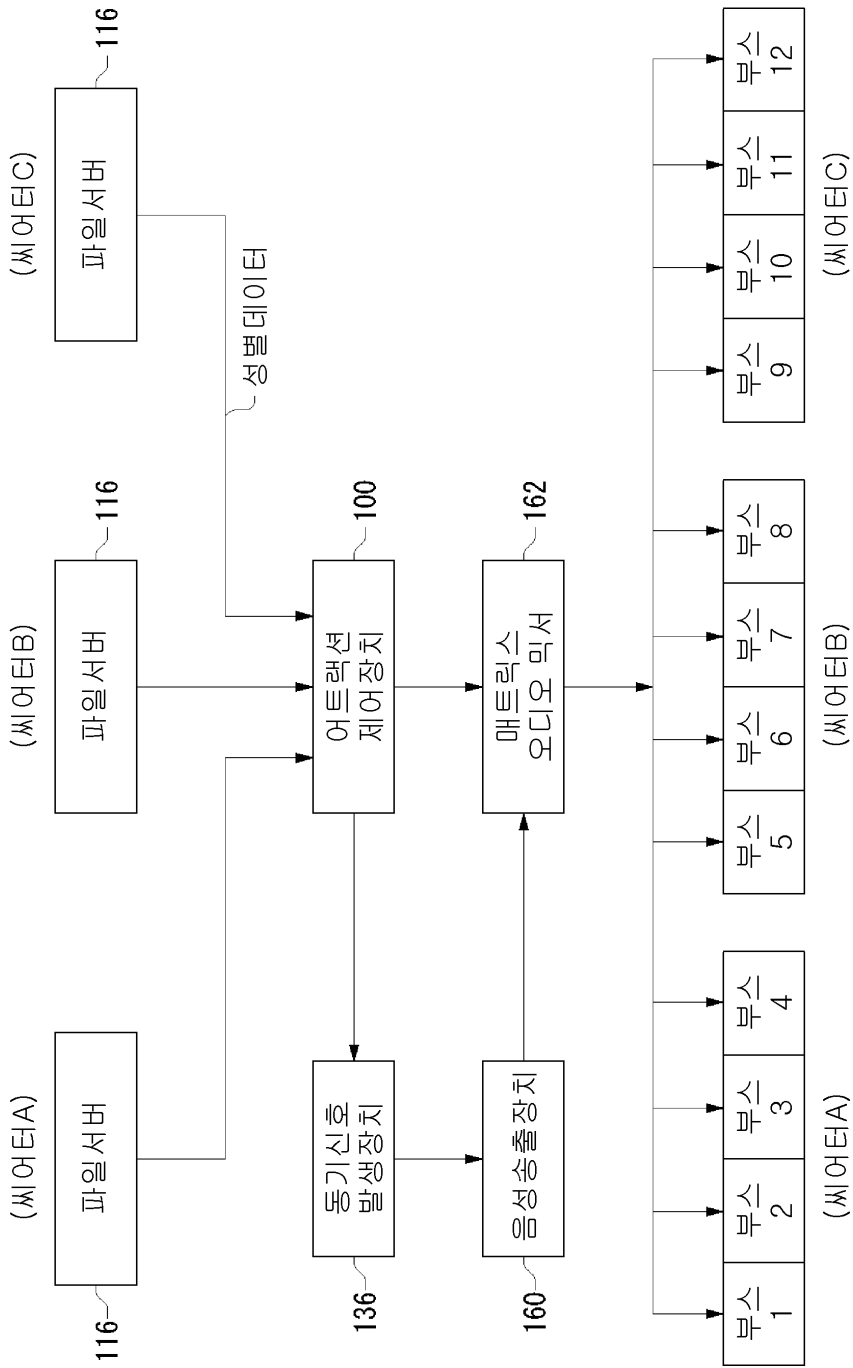 (씨어터A)
(씨어터B)
(씨어터C)
116
파일서버
116
파일서버
116
파일서버
성별데이터
136
동기신호
발생장치
100
어트랙션
제어장치
160
음성송출장치
162
매트릭스
오디오 믹서
부스
1
부스
2
부스
3
부스
4
부스
5
부스
6
부스
7
부스
8
부스
9
부스
10
부스
11
부스
12
(씨어터A)
(씨어터B)
(씨어터C)